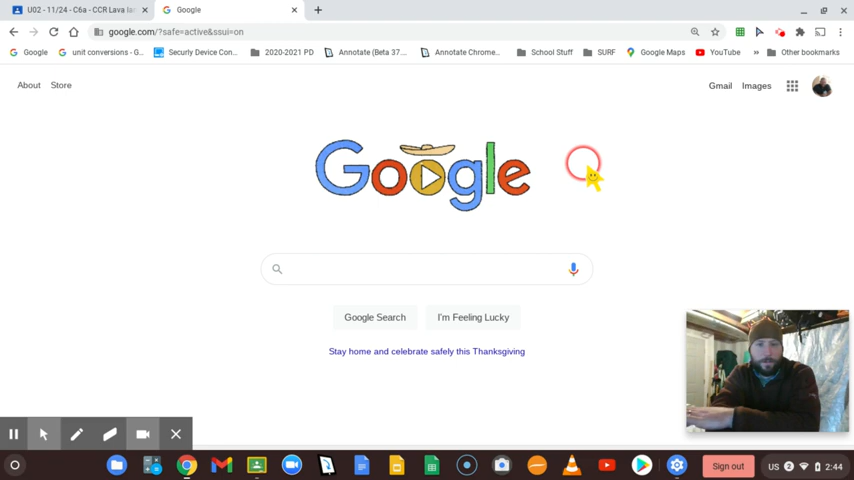 U02 - 11/24 - C6a - CCR Lava lam
Google
google.com/?safe=active&ssui=on
Google
unit conversions - G...
Securly Device Con...
2020-2021 PD
Annotate (Beta 37....
Annotate Chrome...
School Stuff
SURF
Google Maps
YouTube
»
Other bookmarks
About
Store
Gmail
Images
Google
Google Search
I'm Feeling Lucky
Stay home and celebrate safely this Thanksgiving
Sign out
US
2
2:44